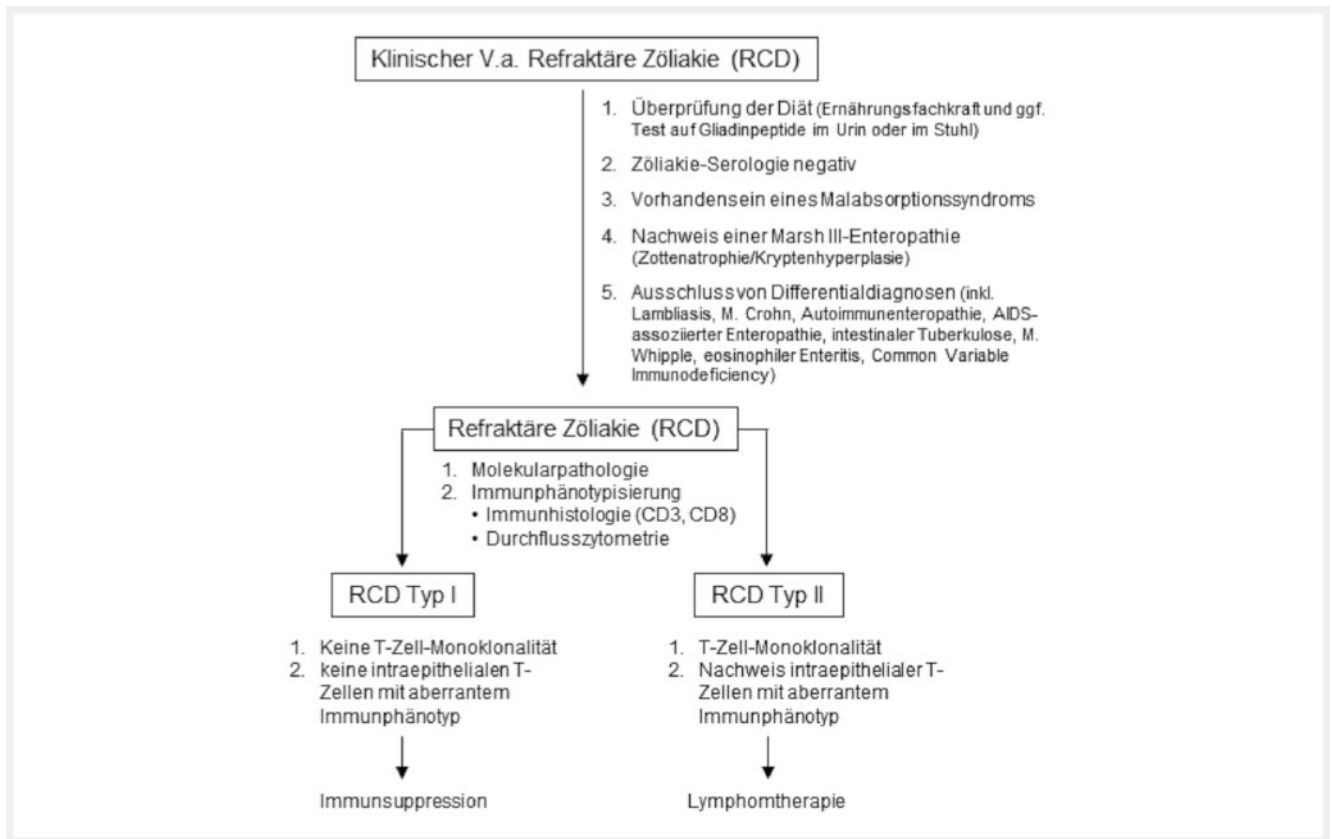 Klinischer V.a. Refraktäre Zöliakie (RCD)
1. Überprüfung der Diät (Ernährungsfachkraft und ggf.
Test auf Gliadinpeptide im Urin oder im Stuhl)
2. Zöliakie-Serologie negativ
3. Vorhandensein eines Malabsorptionssyndroms
4. Nachweis einer Marsh III-Enteropathie
(Zottenatrophie/Kryptenhyperplasie)
5. Ausschluss von Differentialdiagnosen (inkl.
Lambliasis, M. Crohn, Autoimmunenteropathie, AIDS-
assoziierter Enteropathie, intestinaler Tuberkulose, M.
Whipple, eosinophiler Enteritis, Common Variable
Immunodeficiency)
Refraktäre Zöliakie (RCD)
1. Molekularpathologie
2. Immunphänotypisierung
• Immunhistologie (CD3, CD8)
• Durchflusszytometrie
RCD Typ I
1. Keine T-Zell-Monoklonalität
2. keine intraepithelialen T-
Zellen mit aberrantem
Immunphänotyp
Immunsuppression
RCD Typ II
1. T-Zell-Monoklonalität
2. Nachweis intraepithelialer T-
Zellen mit aberrantem
Immunphänotyp
Lymphomtherapie